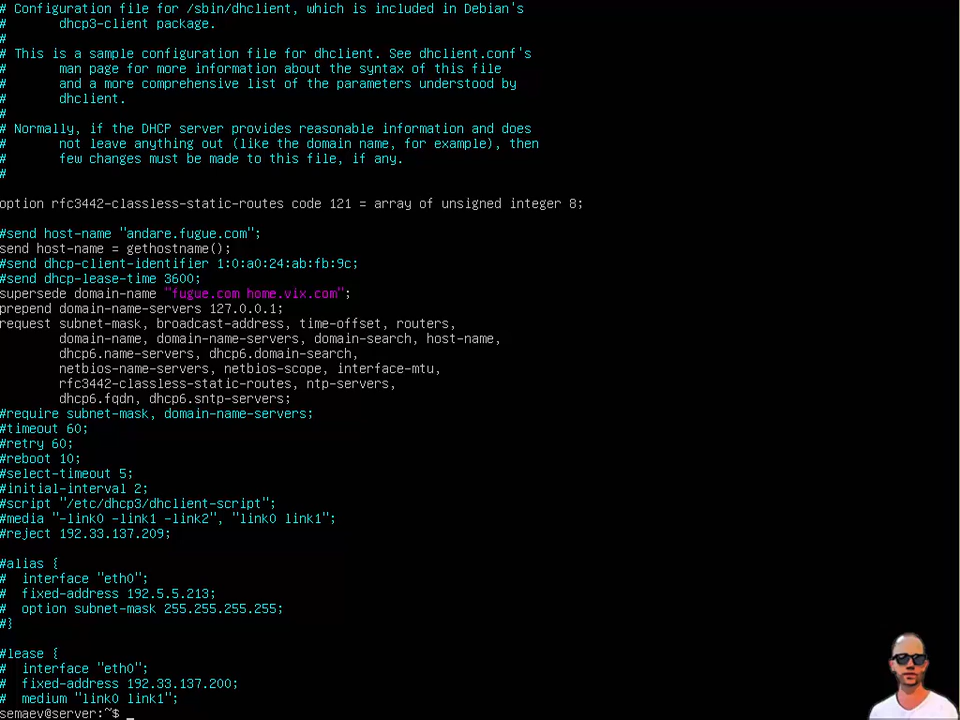 # Configuration file for /sbin/dhclient, which is included in Debian's
#       dhcp3-client package.
#
# This is a sample configuration file for dhclient. See dhclient.conf's
#       man page for more information about the syntax of this file
#       and a more comprehensive list of the parameters understood by
#       dhclient.
#
# Normally, if the DHCP server provides reasonable information and does
#       not leave anything out (like the domain name, for example), then
#       few changes must be made to this file, if any.
#
option rfc3442-classless-static-routes code 121 = array of unsigned integer 8;
#send host-name "andare.fugue.com";
send host-name = gethostname();
#send dhcp-client-identifier 1:0:a0:24:ab:fb:9c;
#send dhcp-lease-time 3600;
supersede domain-name "fugue.com home.vix.com";
prepend domain-name-servers 127.0.0.1;
request subnet-mask, broadcast-address, time-offset, routers,
        domain-name, domain-name-servers, domain-search, host-name,
        dhcp6.name-servers, dhcp6.domain-search,
        netbios-name-servers, netbios-scope, interface-mtu,
        rfc3442-classless-static-routes, ntp-servers,
        dhcp6.fqdn, dhcp6.sntp-servers;
#require subnet-mask, domain-name-servers;
#timeout 60;
#retry 60;
#reboot 10;
#select-timeout 5;
#initial-interval 2;
#script "/etc/dhcp3/dhclient-script";
#media "-link0 -link1 -link2", "link0 link1";
#reject 192.33.137.209;
#alias {
#  interface "eth0";
#  fixed-address 192.5.5.213;
#  option subnet-mask 255.255.255.255;
#}
#lease {
#  interface "eth0";
#  fixed-address 192.33.137.200;
#  medium "link0 link1";
semaev@server:~$